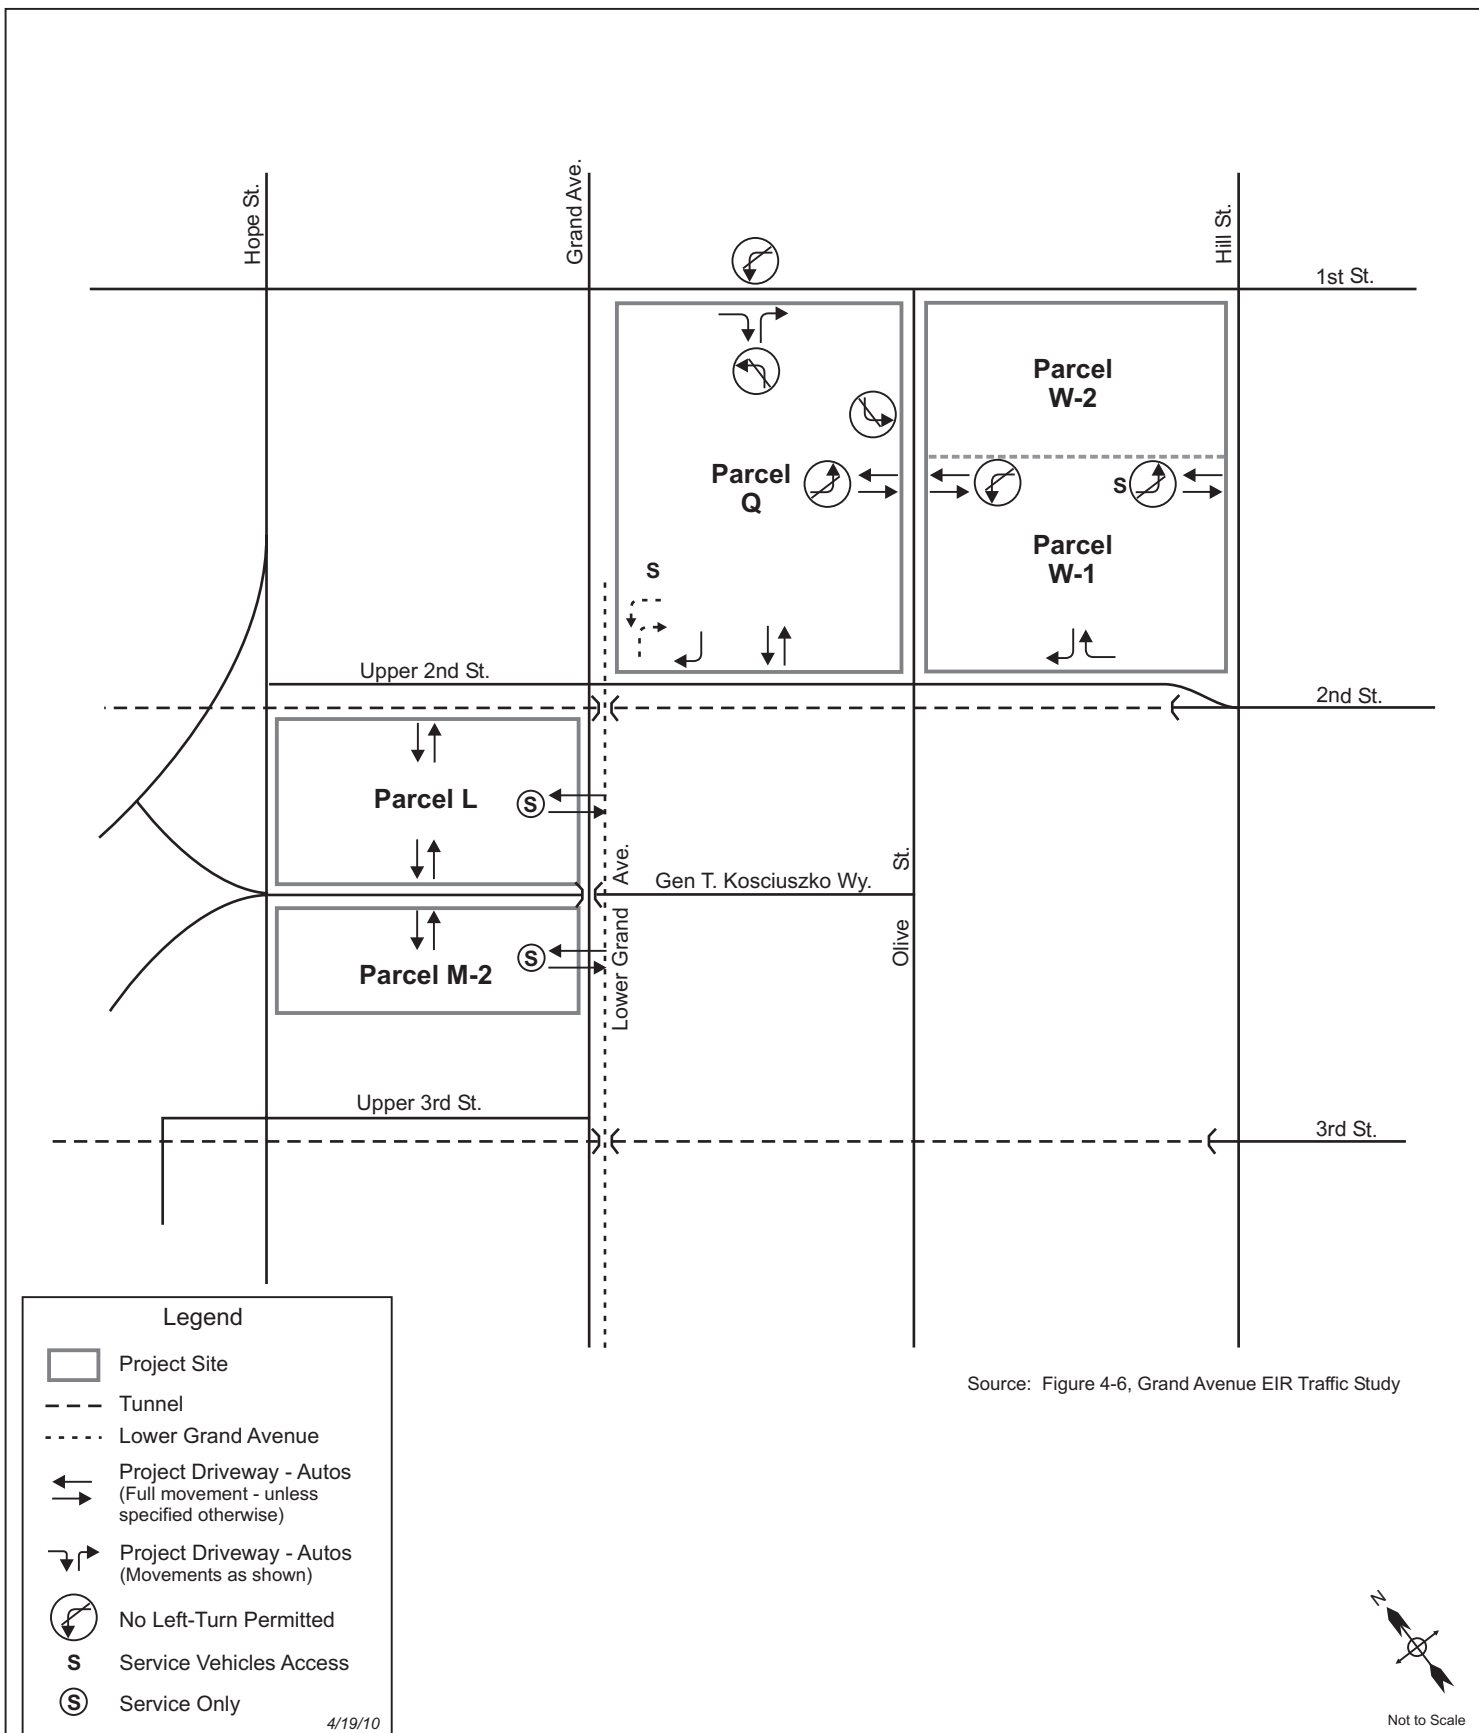 Hope St.
Grand Ave.
Hill St.
1st St.
Parcel
W-2
Parcel
Q
S
Parcel
W-1
S
Upper 2nd St.
2nd St.
Parcel L
S
Lower Grand Ave.
Gen T. Kosciuszko Wy.
Olive St.
Parcel M-2
S
Upper 3rd St.
3rd St.
Source: Figure 4-6, Grand Avenue EIR Traffic Study
Legend
Project Site
Tunnel
Lower Grand Avenue
Project Driveway - Autos
(Full movement - unless
specified otherwise)
Project Driveway - Autos
(Movements as shown)
No Left-Turn Permitted
S Service Vehicles Access
S Service Only
4/19/10
N
Not to Scale